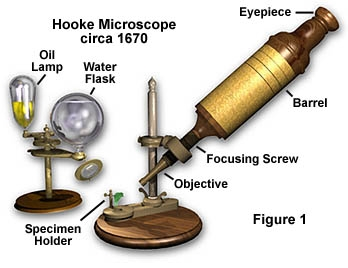 Hooke Microscope
circa 1670
Eyepiece
Oil
Lamp
Water
Flask
Barrel
Focusing Screw
Objective
Specimen
Holder
Figure 1